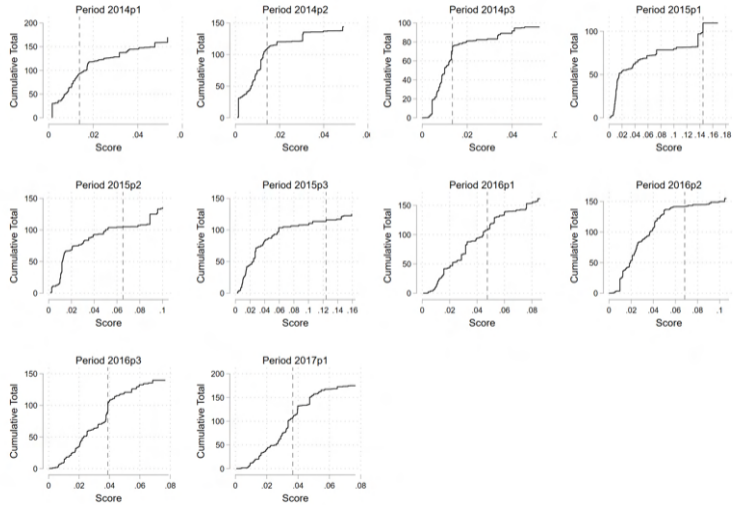 Period 2014p1
Cumulative Total
200
150
100
50
0
0 .02 .04 .0
Score
Period 2014p2
Cumulative Total
150
100
50
0
0 .02 .04 .0
Score
Period 2014p3
Cumulative Total
100
80
60
40
20
0
0 .02 .04 .0
Score
Period 2015p1
Cumulative Total
100
50
0
0 .02 .04 .06 .08 .1 .12 .14 .16 .18
Score
Period 2015p2
Cumulative Total
150
100
50
0
0 .02 .04 .06 .08 .1
Score
Period 2015p3
Cumulative Total
150
100
50
0
0 .02 .04 .06 .08 .1 .12 .14 .16
Score
Period 2016p1
Cumulative Total
150
100
50
0
0 .02 .04 .06 .08
Score
Period 2016p2
Cumulative Total
150
100
50
0
0 .02 .04 .06 .08 .1
Score
Period 2016p3
Cumulative Total
150
100
50
0
0 .02 .04 .06 .08
Score
Period 2017p1
Cumulative Total
200
150
100
50
0
0 .02 .04 .06 .08
Score